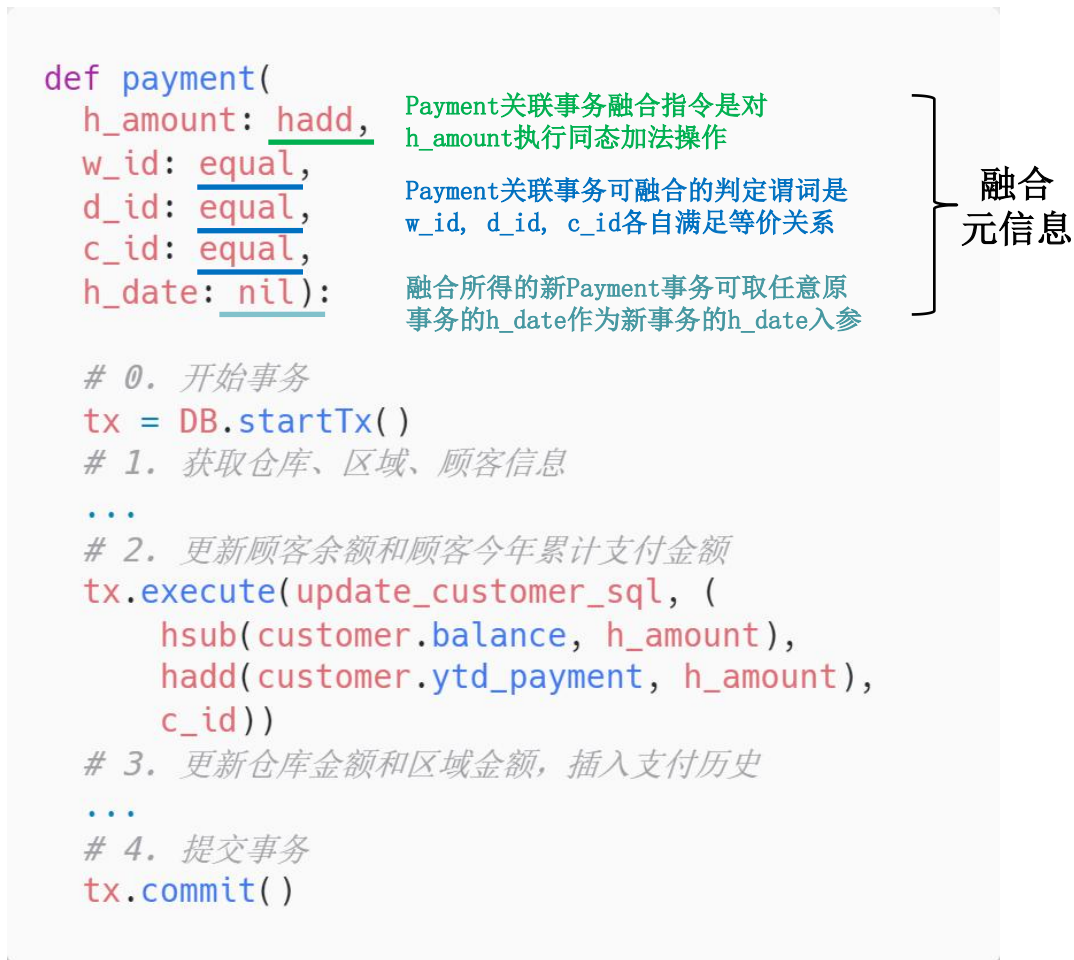 def payment(
h_amount: hadd,
w_id: equal,
d_id: equal,
c_id: equal,
h_date: nil):
Payment关联事务融合指令是对
h_amount执行同态加法操作
Payment关联事务可融合的判定谓词是
w_id, d_id, c_id各自满足等价关系
融合所得的新Payment事务可取任意原
事务的h_date作为新事务的h_date入参
融合
元信息
# 0. 开始事务
tx = DB.startTx()
# 1. 获取仓库、区域、顾客信息
...
# 2. 更新顾客余额和顾客今年累计支付金额
tx.execute(update_customer_sql, (
hsub(customer.balance, h_amount),
hadd(customer.ytd_payment, h_amount),
c_id))
# 3. 更新仓库金额和区域金额，插入支付历史
...
# 4. 提交事务
tx.commit()